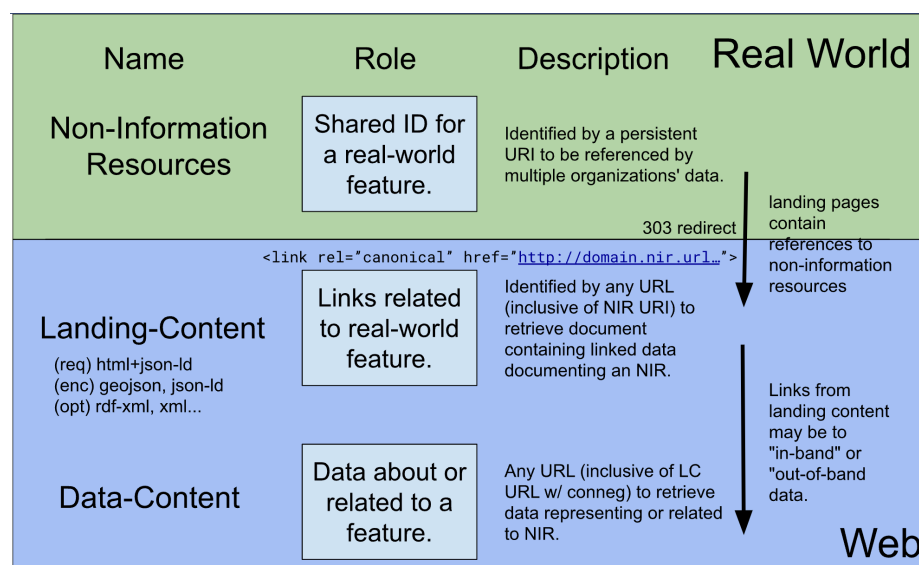 Name
Role
Description
Real World
Non-Information
Resources
Shared ID for
a real-world
feature.
Identified by a persistent
URI to be referenced by
multiple organizations' data.
303 redirect
landing pages
contain
references to
non-information
resources
<link rel="canonical" href="http://domain.nir.url…">
Landing-Content
(req) html+json-ld
(enc) geojson, json-ld
(opt) rdf-xml, xml...
Links related
to real-world
feature.
Identified by any URL
(inclusive of NIR URI) to
retrieve document
containing linked data
documenting an NIR.
Links from
landing content
may be to
"in-band" or
"out-of-band
data.
Data-Content
Data about or
related to a
feature.
Any URL (inclusive of LC
URL w/ conneg) to retrieve
data representing or related
to NIR.
Web